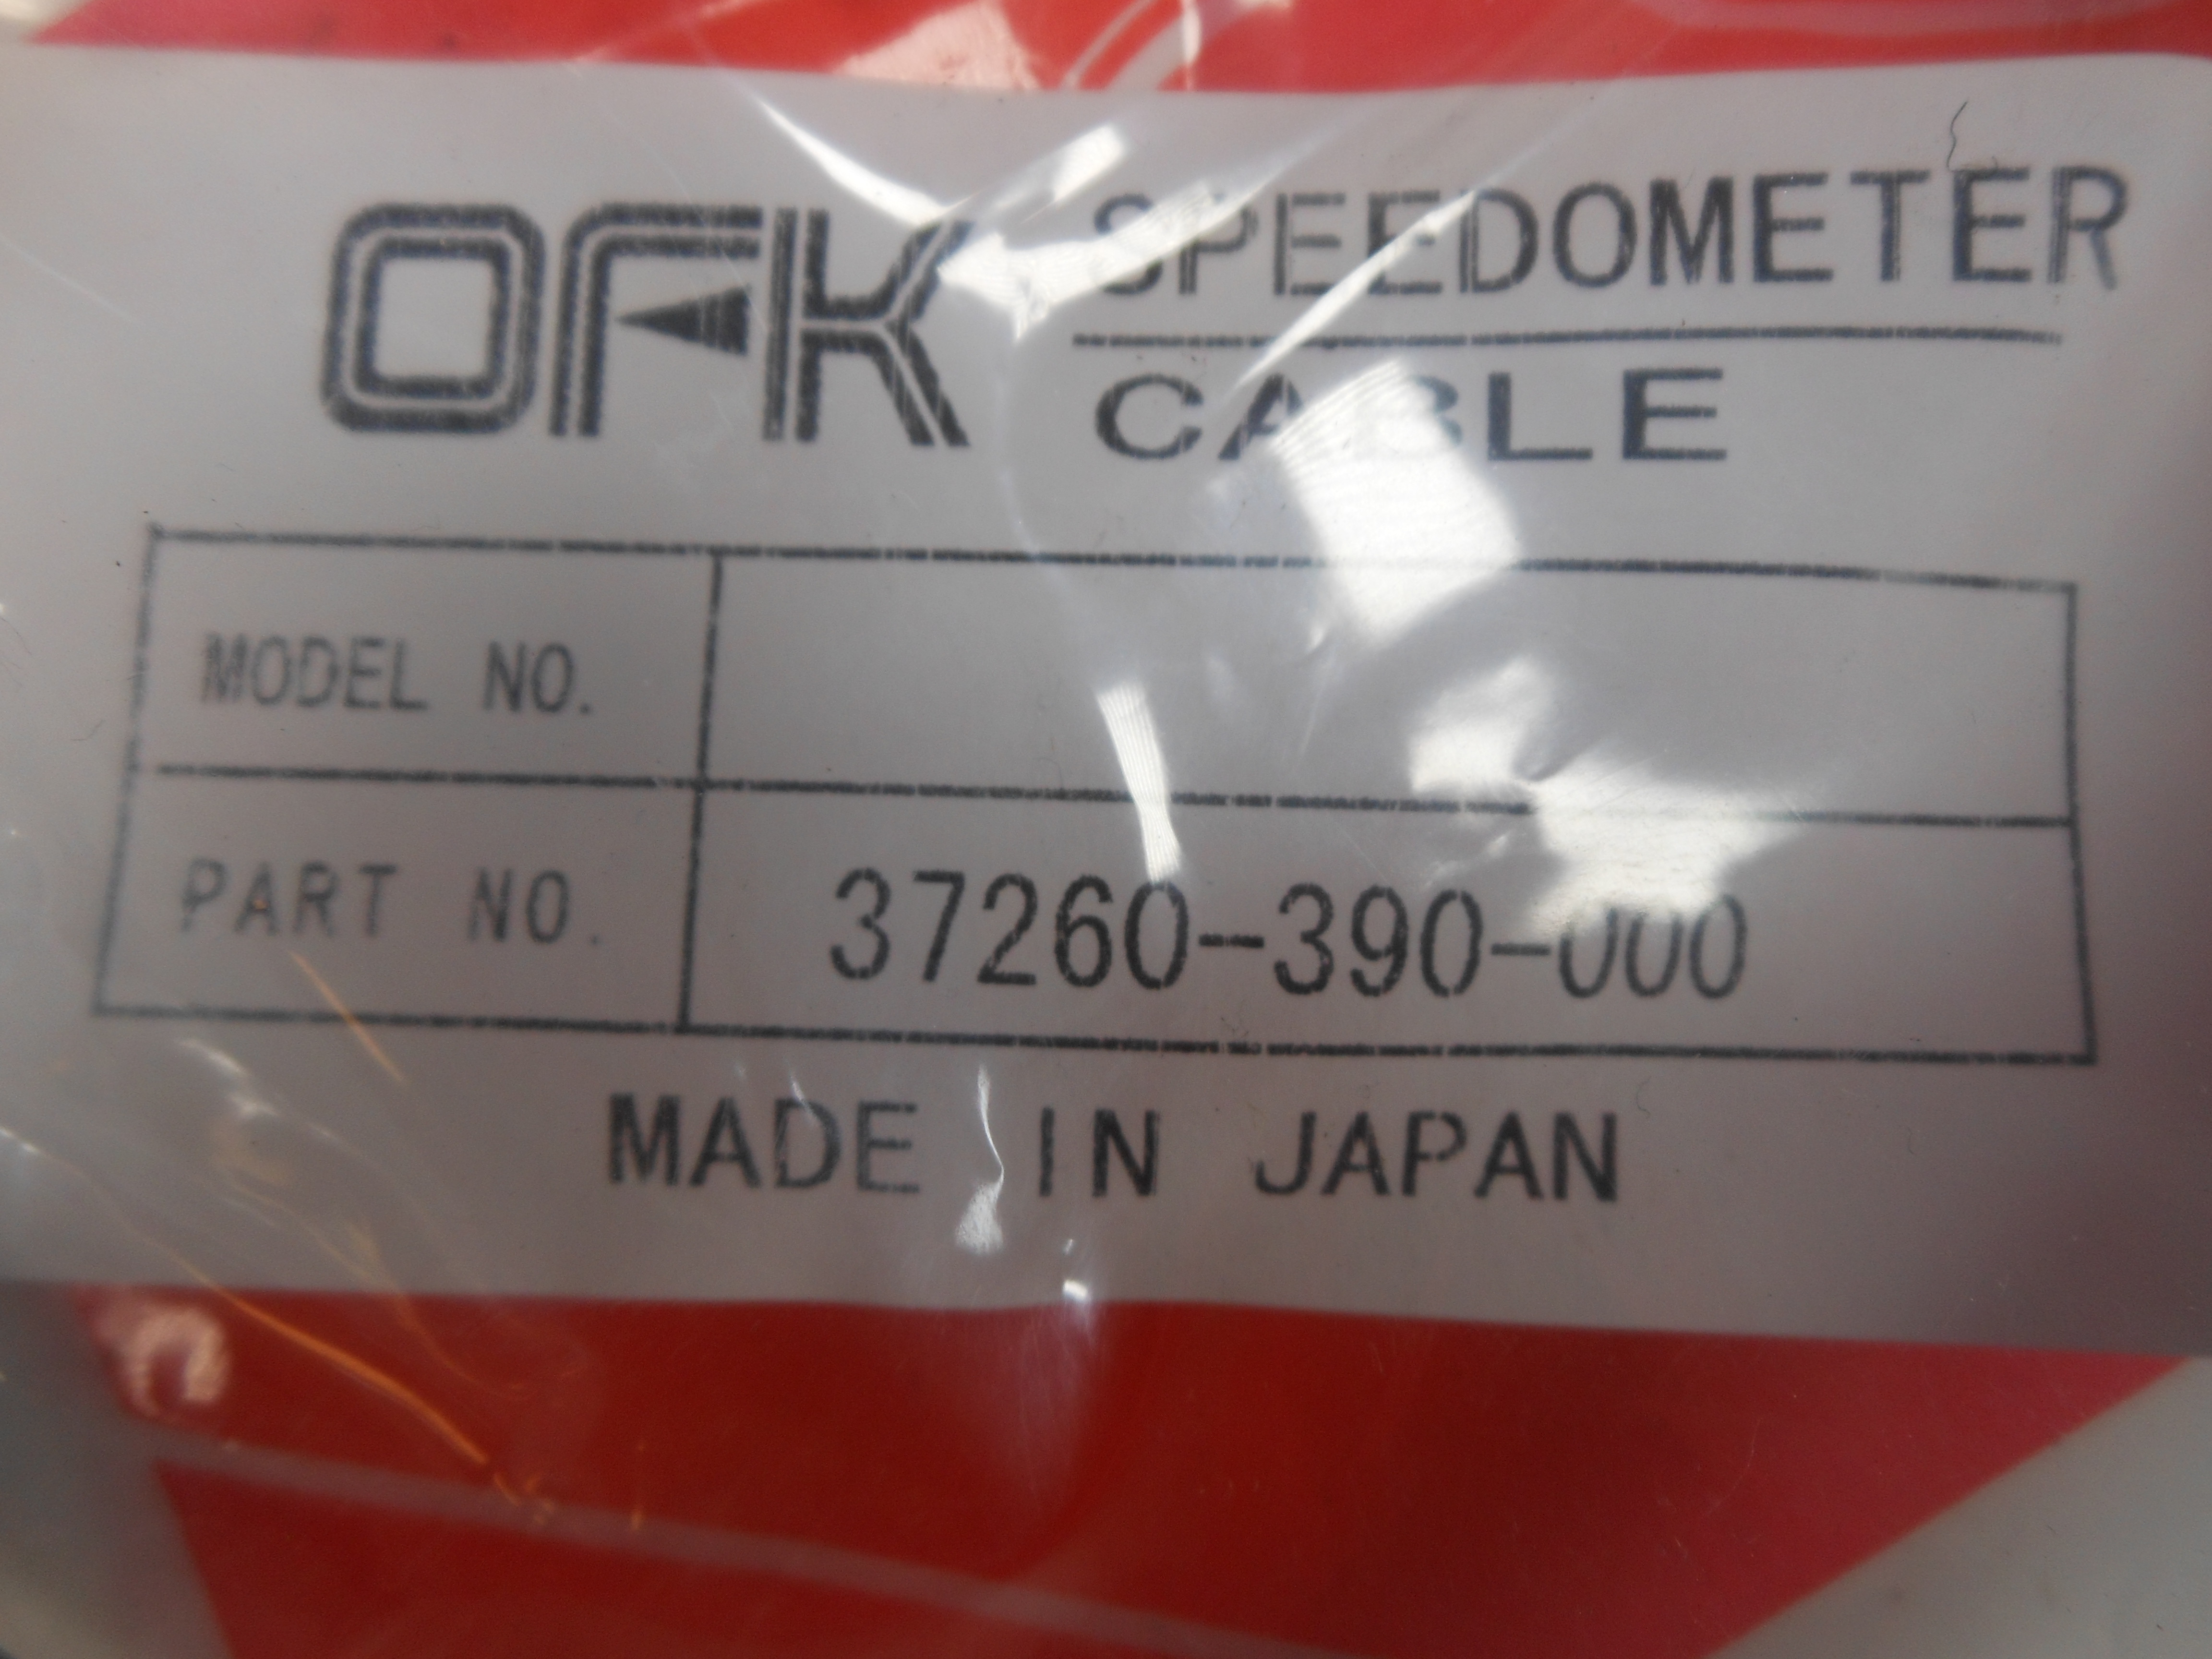 OFK SPEEDOMETER
CABLE
MODEL NO.
PART NO. 37260-390-000
MADE IN JAPAN